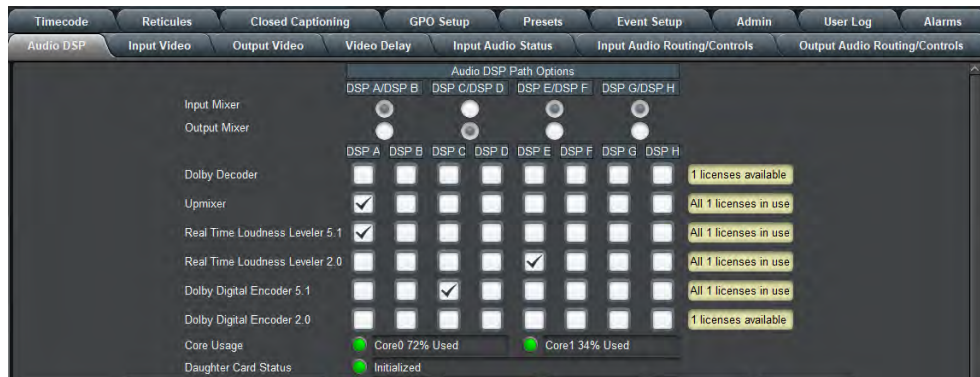 Timecode Reticules Closed Captioning GPO Setup Presets Event Setup Admin User Log Alarms
Audio DSP Input Video Output Video Video Delay Input Audio Status Input Audio Routing/Controls Output Audio Routing/Controls
Audio DSP Path Options
DSP A/DSP B DSP C/DSP D DSP E/DSP F DSP G/DSP H
Input Mixer
Output Mixer
DSP A DSP B DSP C DSP D DSP E DSP F DSP G DSP H
Dolby Decoder 1 licenses available
Upmixer All 1 licenses in use
Real Time Loudness Leveler 5.1 All 1 licenses in use
Real Time Loudness Leveler 2.0 All 1 licenses in use
Dolby Digital Encoder 5.1 All 1 licenses in use
Dolby Digital Encoder 2.0 1 licenses available
Core Usage Core0 72% Used Core1 34% Used
Daughter Card Status Initialized